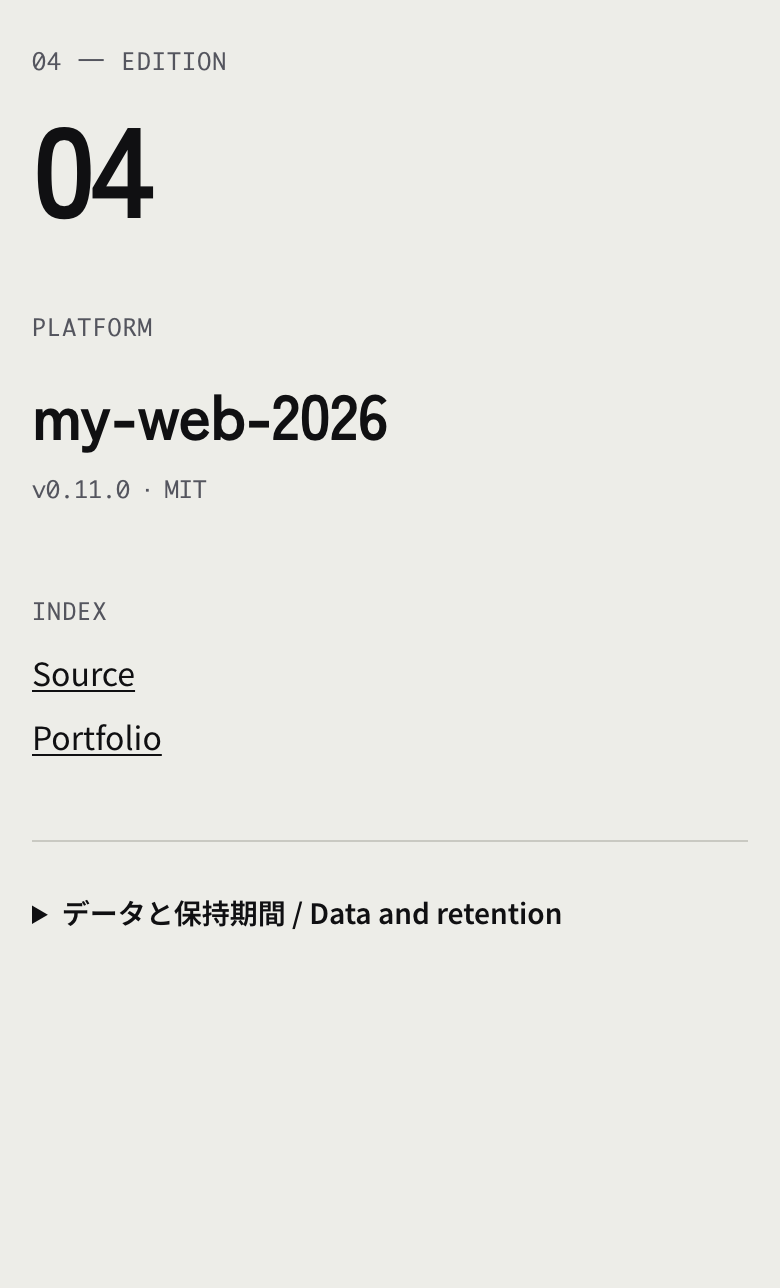 04 — EDITION
04
PLATFORM
my-web-2026
v0.11.0 · MIT
INDEX
Source
Portfolio
▶ データと保持期間 / Data and retention